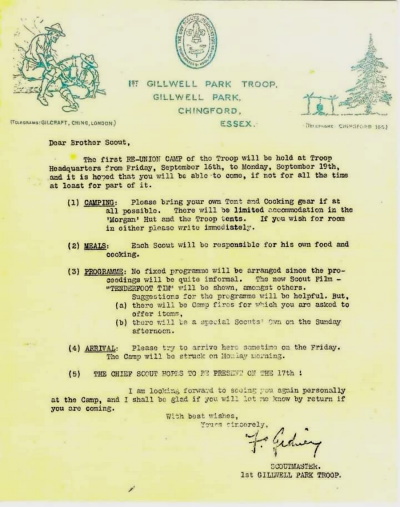 1ST GILLWELL PARK TROOP,
GILLWELL PARK,
CHINGFORD,
ESSEX.
(TELEGRAMS: GILCRAFT, CHING, LONDON)
(TELEPHONE: CHINGFORD
Dear Brother Scout,
The first RE-UNION CAMP of the Troop will be held at Troop
Headquarters from Friday, September 16th, to Monday, September 19th,
and it is hoped that you will be able to come, if not for all the time
at least for part of it.
(1) CAMPING: Please bring your own Tent and Cooking gear if at
all possible. There will be limited accommodation in the
'Morgan' Hut and the Troop tents. If you wish for room
in either please write immediately.
(2) MEALS: Each Scout will be responsible for his own food and
cooking.
(3) PROGRAMME: No fixed programme will be arranged since the pro-
ceedings will be quite informal. The new Scout Film -
"TENDERFOOT TIM" will be shewn, amongst others.
Suggestions for the programme will be helpful. But,
(a) there will be Camp fires for which you are asked to
offer items,
(b) there will be a special Scouts' Own on the Sunday
afternoon.
(4) ARRIVAL: Please try to arrive here sometime on the Friday.
The Camp will be struck on Monday morning.
(5) THE CHIEF SCOUT HOPES TO BE PRESENT ON THE 17th :
I am looking forward to seeing you again personally
at the Camp, and I shall be glad if you will let me know by return if
you are coming.
With best wishes,
Yours sincerely,
F. Gidney
SCOUTMASTER.
1st GILLWELL PARK TROOP.